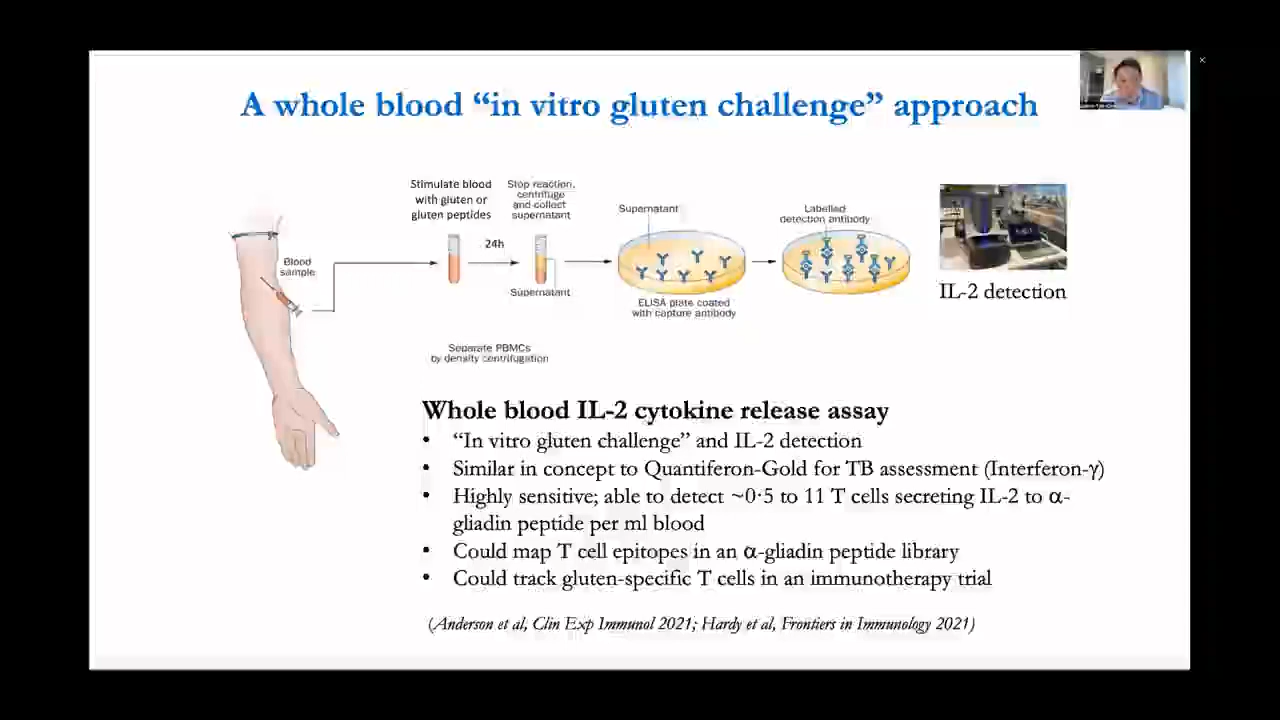 A whole blood “in vitro gluten challenge” approach
Stimulate blood
with gluten or
gluten peptides
Stop reaction,
centrifuge
and collect
supernatant
24h
Blood
sample
Supernatant
Supernatant
ELISA plate coated
with capture antibody
Labelled
detection antibody
IL-2 detection
Separate PBMCs
by density centrifugation
Whole blood IL-2 cytokine release assay
• “In vitro gluten challenge” and IL-2 detection
• Similar in concept to Quantiferon-Gold for TB assessment (Interferon-γ)
• Highly sensitive; able to detect ~0·5 to 11 T cells secreting IL-2 to α-
gliadin peptide per ml blood
• Could map T cell epitopes in an α-gliadin peptide library
• Could track gluten-specific T cells in an immunotherapy trial
(Anderson et al, Clin Exp Immunol 2021; Hardy et al, Frontiers in Immunology 2021)